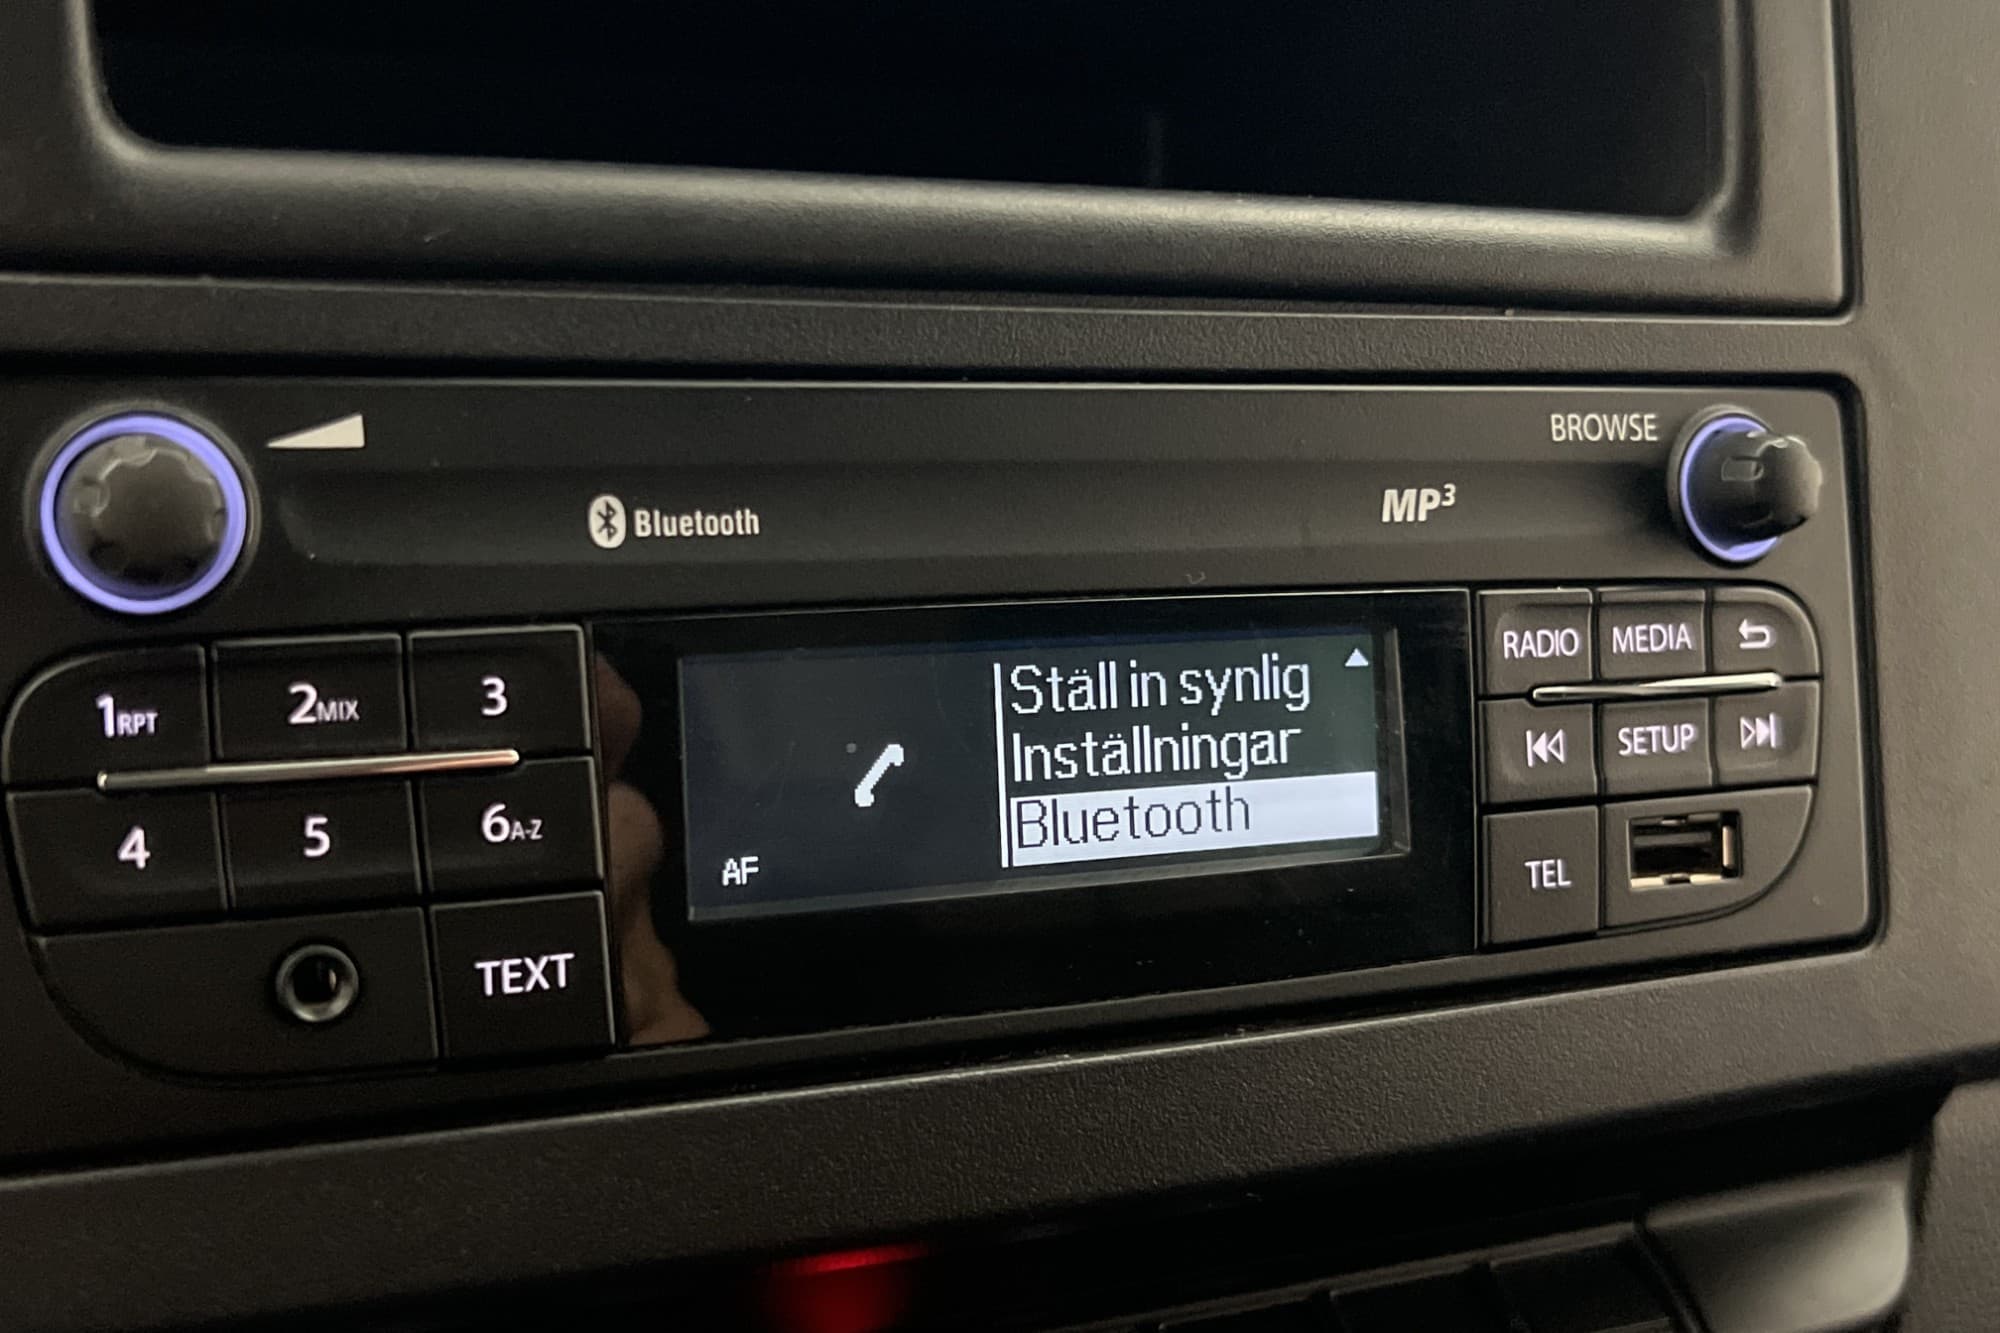 BROWSE
Bluetooth
MP3
1RPT
2MIX
3
4
5
6A-Z
TEXT
AF
Ställ in synlig
Inställningar
Bluetooth
RADIO
MEDIA
SETUP
TEL